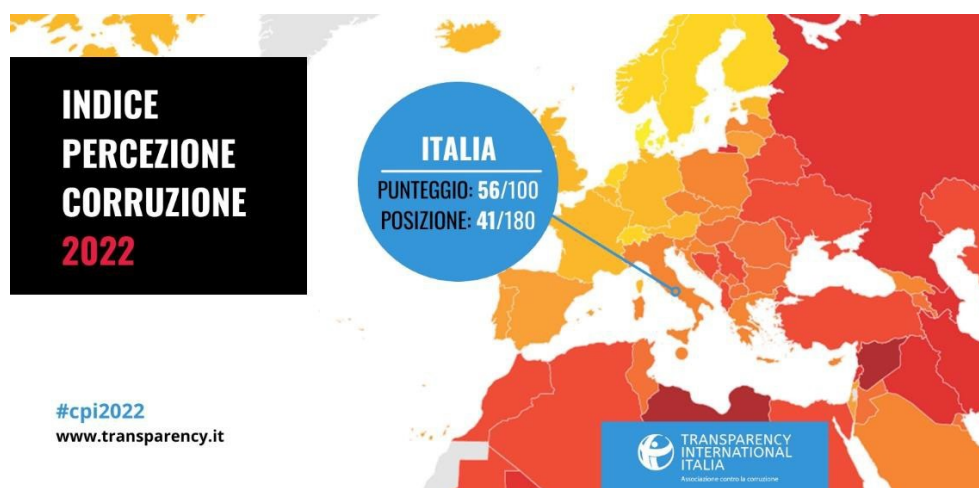 INDICE
PERCEZIONE
CORRUZIONE
2022
ITALIA
PUNTEGGIO: 56/100
POSIZIONE: 41/180
#cpi2022
www.transparency.it
TRANSPARENCY
INTERNATIONAL
ITALIA
Associazione contro la corruzione